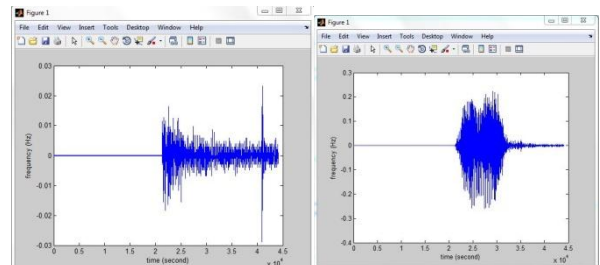 Figure 1
File Edit View Insert Tools Desktop Window Help
0.03
0.02
0.01
0
-0.01
-0.02
-0.03
frequency (Hz)
0 0.5 1 1.5 2 2.5 3 3.5 4 4.5
time (second)
x 10⁴
Figure 1
File Edit View Insert Tools Desktop Window Help
0.3
0.2
0.1
0
-0.1
-0.2
-0.3
-0.4
frequency (Hz)
0 0.5 1 1.5 2 2.5 3 3.5 4 4.5
time (second)
x 10⁴